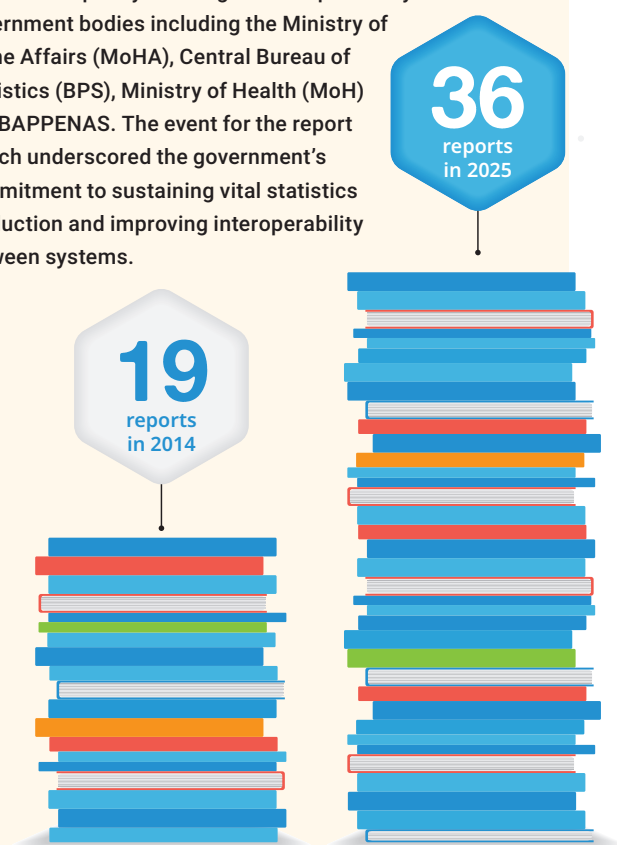 ernment bodies including the Ministry of
e Affairs (MoHA), Central Bureau of
istics (BPS), Ministry of Health (MoH)
BAPPENAS. The event for the report
ch underscored the government's
mitment to sustaining vital statistics
uction and improving interoperability
ween systems.
36
reports
in 2025
19
reports
in 2014